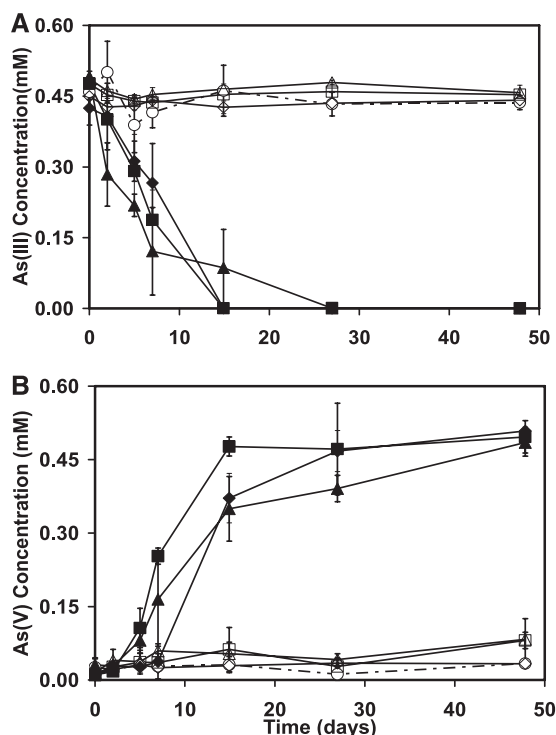 A
As(III) Concentration(mM)
0.60
0.45
0.30
0.15
0.00
0 10 20 30 40 50
B
As(V) Concentration (mM)
0.60
0.45
0.30
0.15
0.00
0 10 20 30 40 50
Time (days)